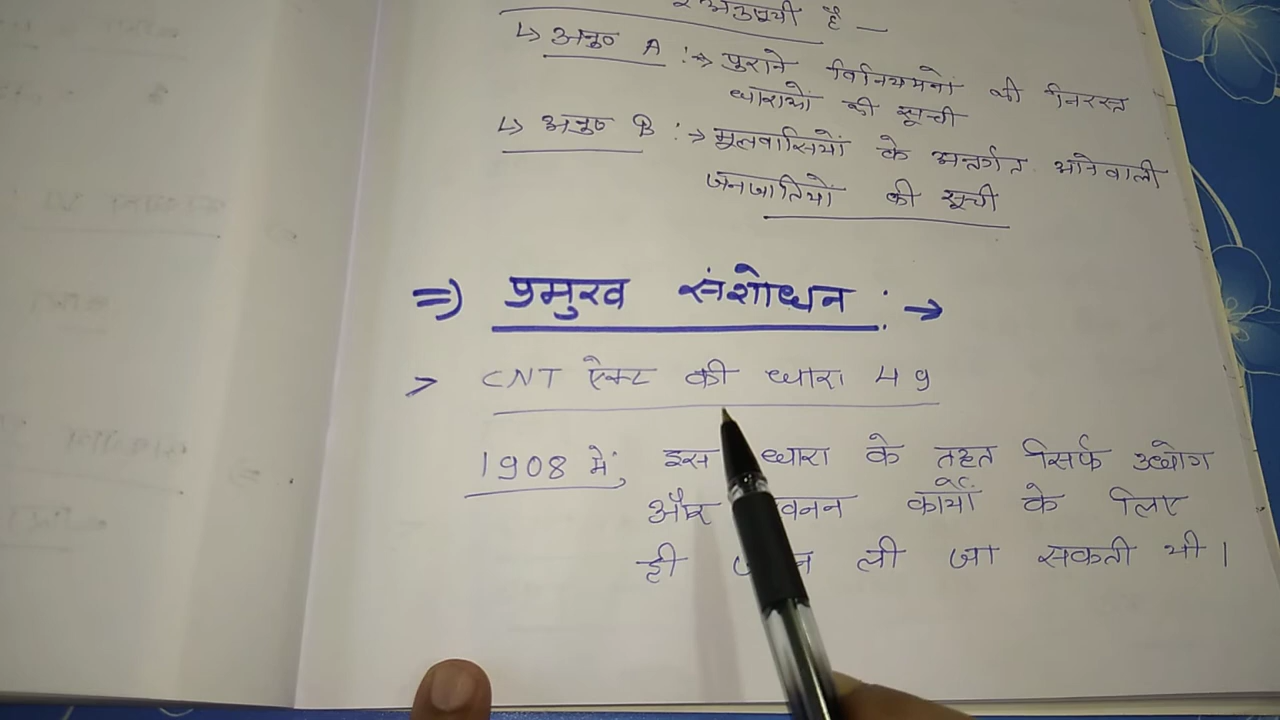 अनुसूची है —
↳ अनु० A :→ पुराने विनियमनों की निरस्त
धाराओं की सूची
↳ अनु० B :→ मूलवासियों के अन्तर्गत आनेवाली
जनजातियों की सूची
⇒ प्रमुख संशोधन :→
> CNT ऐक्ट की धारा 49
1908 में, इस धारा के तहत सिर्फ उद्योग
और कार्यों के लिए
ही ली जा सकती थी।